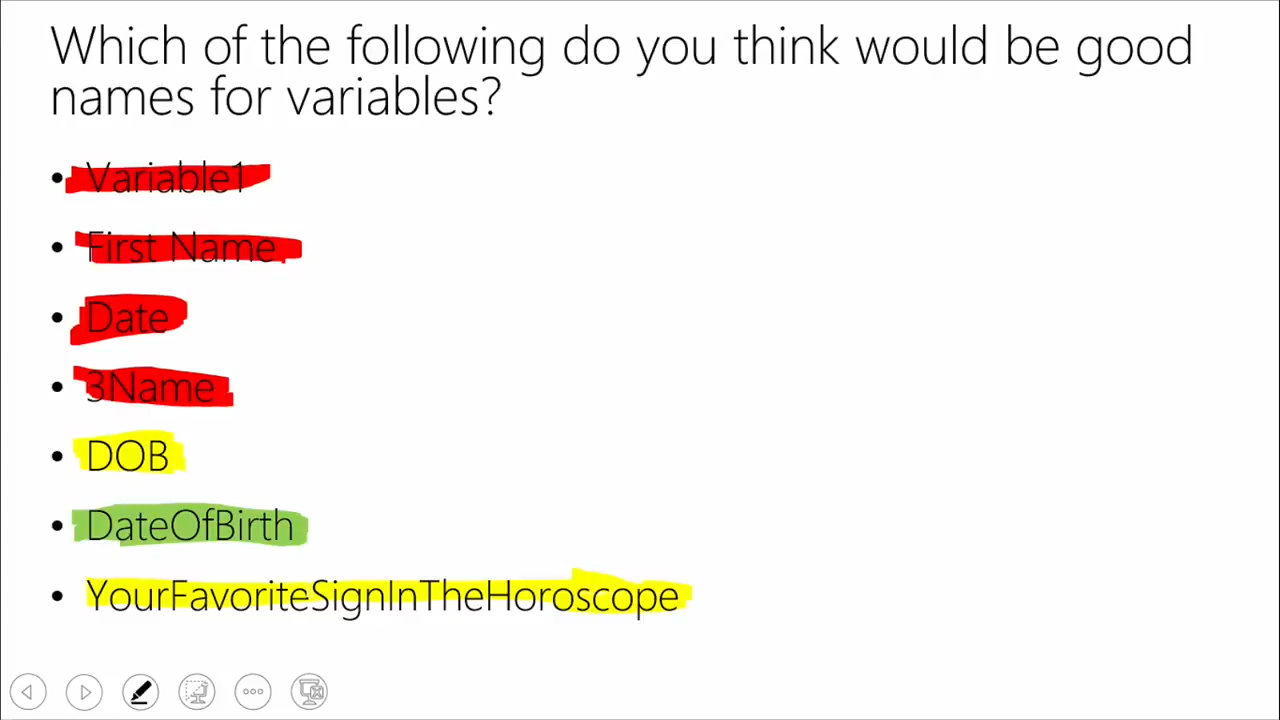 Which of the following do you think would be good
names for variables?
• Variable1
• First Name
• Date
• 3Name
• DOB
• DateOfBirth
• YourFavoriteSignInTheHoroscope